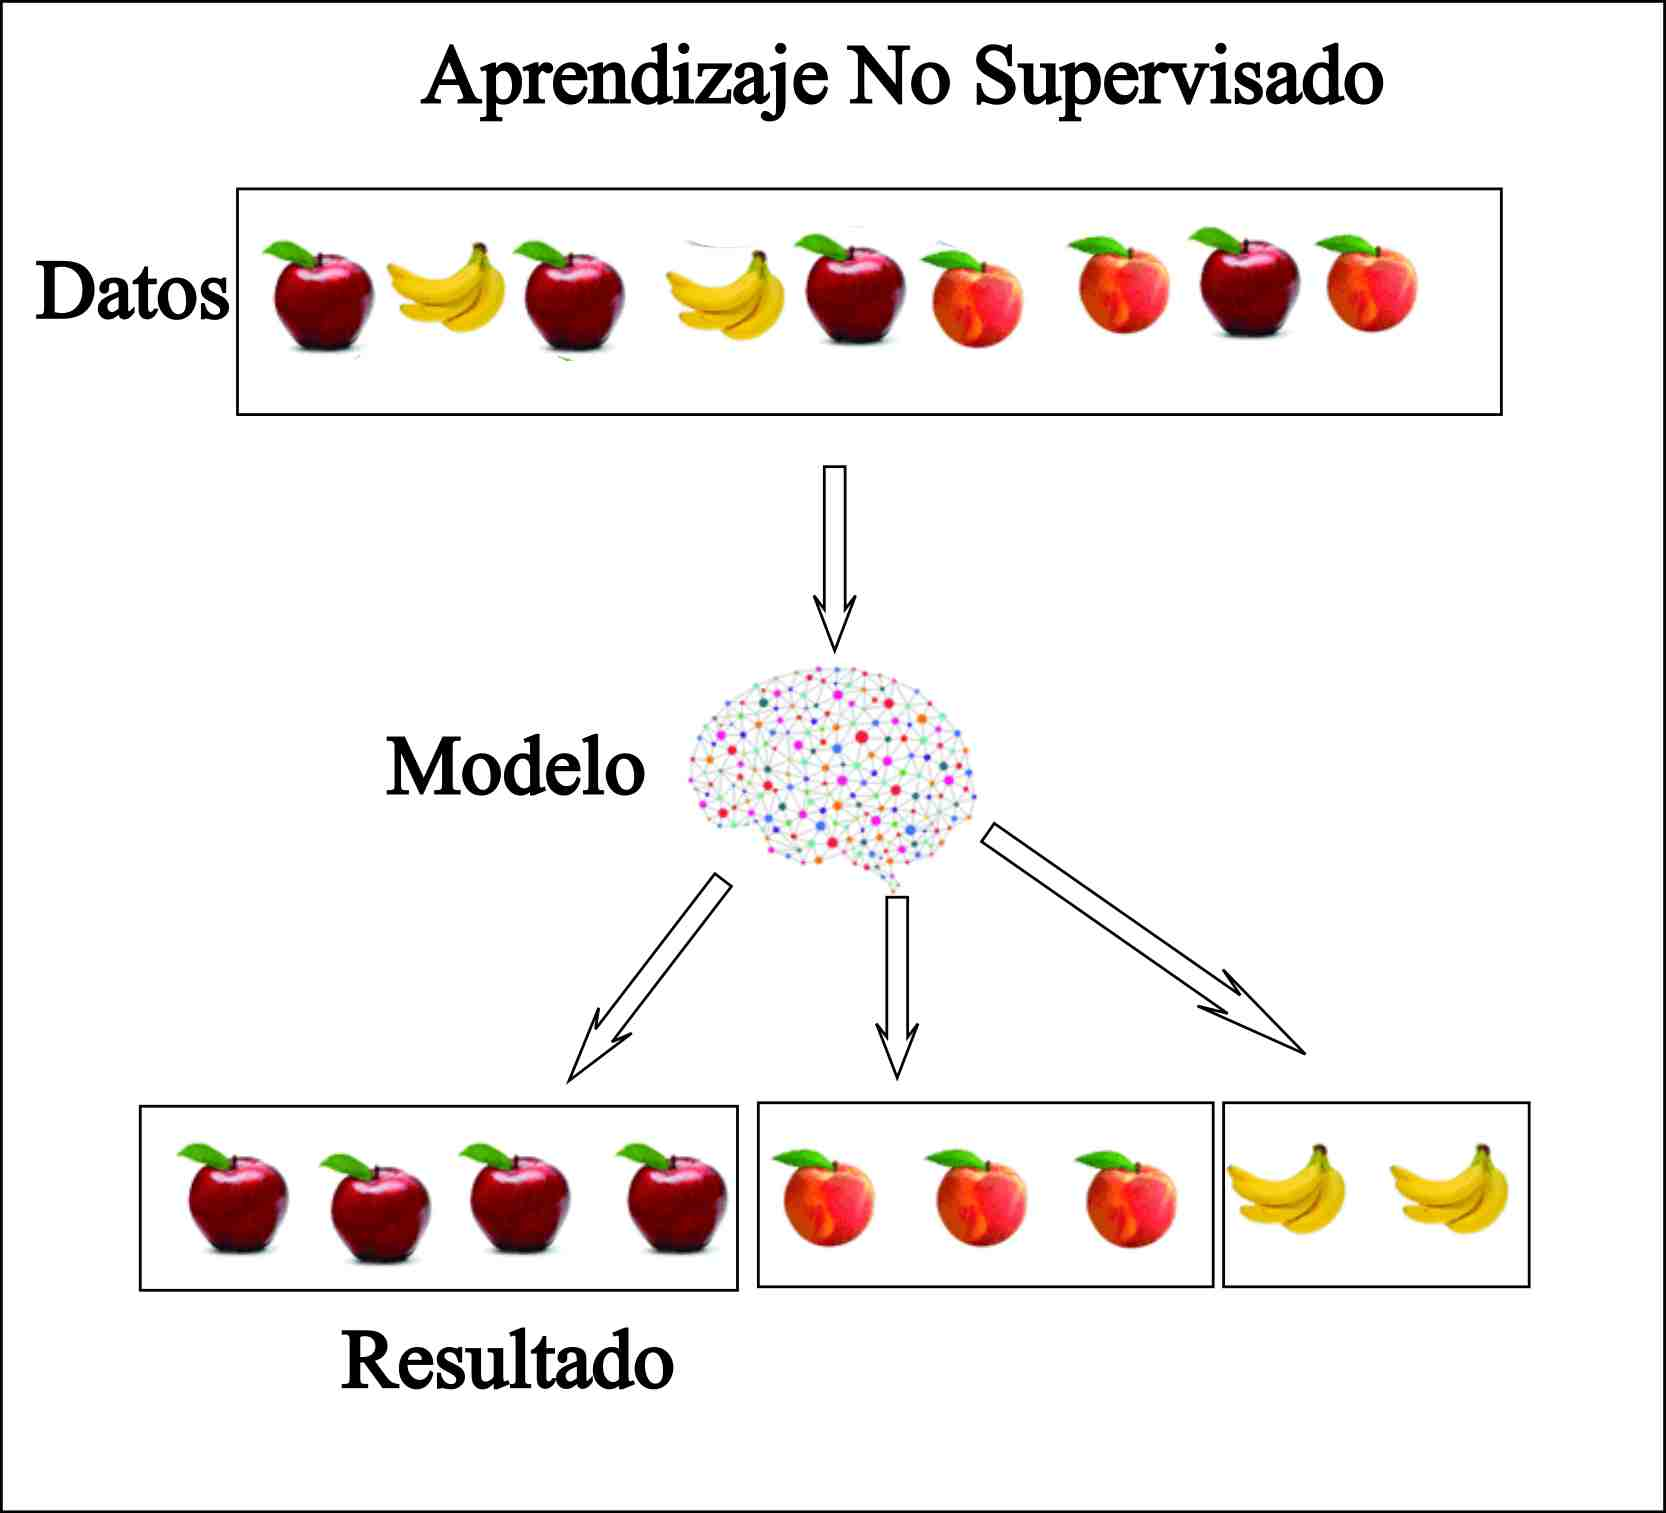 Aprendizaje No Supervisado
Datos
Modelo
Resultado